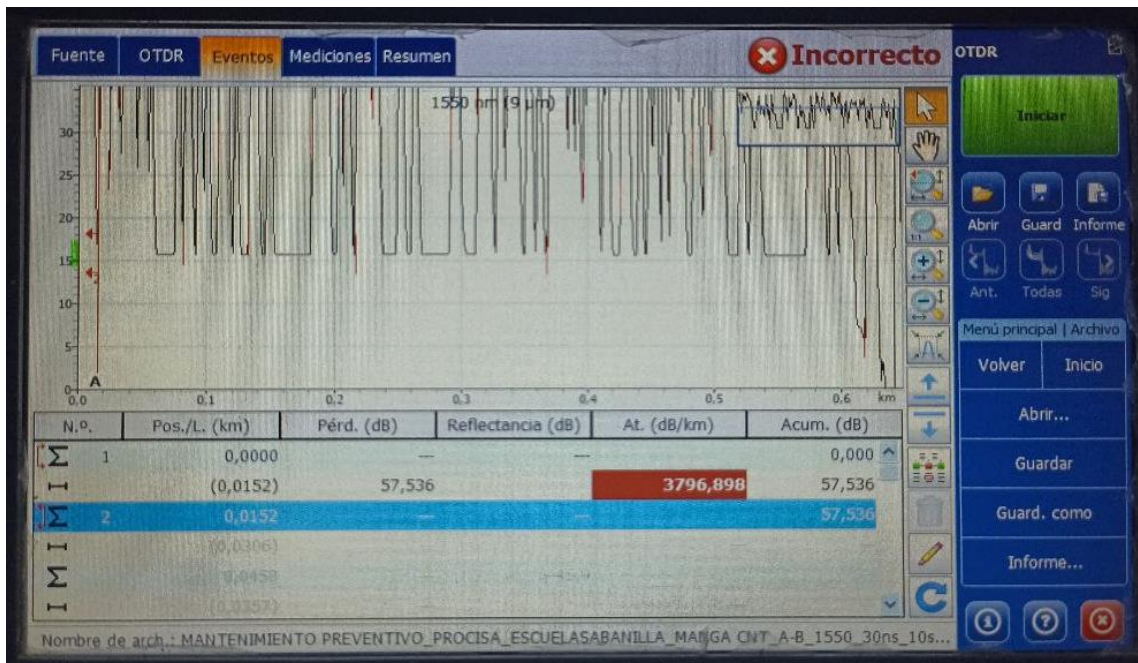 Fuente OTDR Eventos Mediciones Resumen
Incorrecto
OTDR
Iniciar
1550 nm (9 µm)
30
25
20
15
10
5
0
A
0,0 0,1 0,2 0,3 0,4 0,5 0,6 km
Abrir Guard Informe
Ant. Todas Sig
Menú principal | Archivo
Volver Inicio
Abrir...
Guardar
Guard. como
Informe...
N.º. Pos./L. (km) Pérd. (dB) Reflectancia (dB) At. (dB/km) Acum. (dB)
Σ 1 0,0000 --- --- 0,000
(0,0152) 57,536 3796,898 57,536
Σ 2 0,0152 --- --- 57,536
(0,0306)
Σ 0,0458
(0,0357)
Nombre de arch.: MANTENIMIENTO PREVENTIVO_PROCISA_ESCUELASABANILLA_MANGA CNT_A-B_1550_30ns_10s...